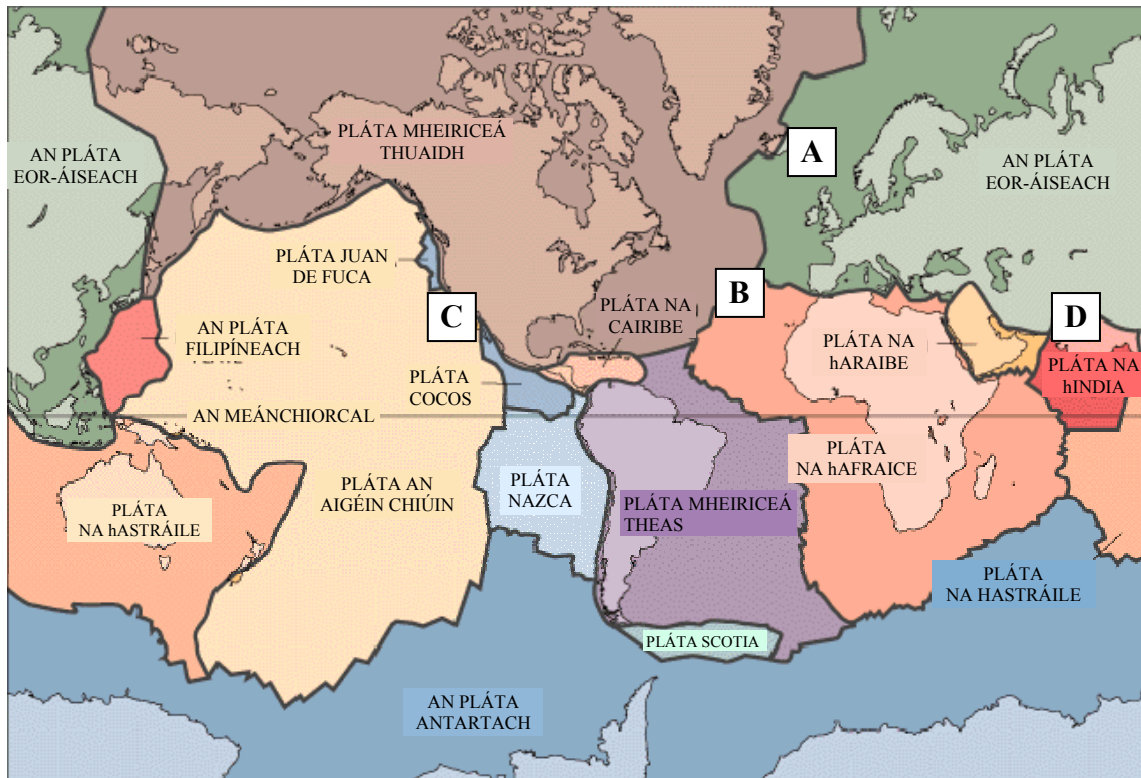 PLÁTA MHEIRICEÁ
THUAIDH
A
AN PLÁTA
EOR-ÁISEACH
AN PLÁTA
EOR-ÁISEACH
PLÁTA JUAN
DE FUCA
B
C
D
PLÁTA NA
CAIRIBE
AN PLÁTA
FILIPÍNEACH
PLÁTA NA
hARAIBE
PLÁTA NA
hINDIA
PLÁTA
COCOS
AN MEÁNCHIORCAL
PLÁTA
NA hASTRÁILE
PLÁTA AN
AIGÉIN CHIÚIN
PLÁTA
NAZCA
PLÁTA MHEIRICEÁ
THEAS
PLÁTA
NA hAFRAICE
PLÁTA
NA HASTRÁILE
PLÁTA SCOTIA
AN PLÁTA
ANTARTACH